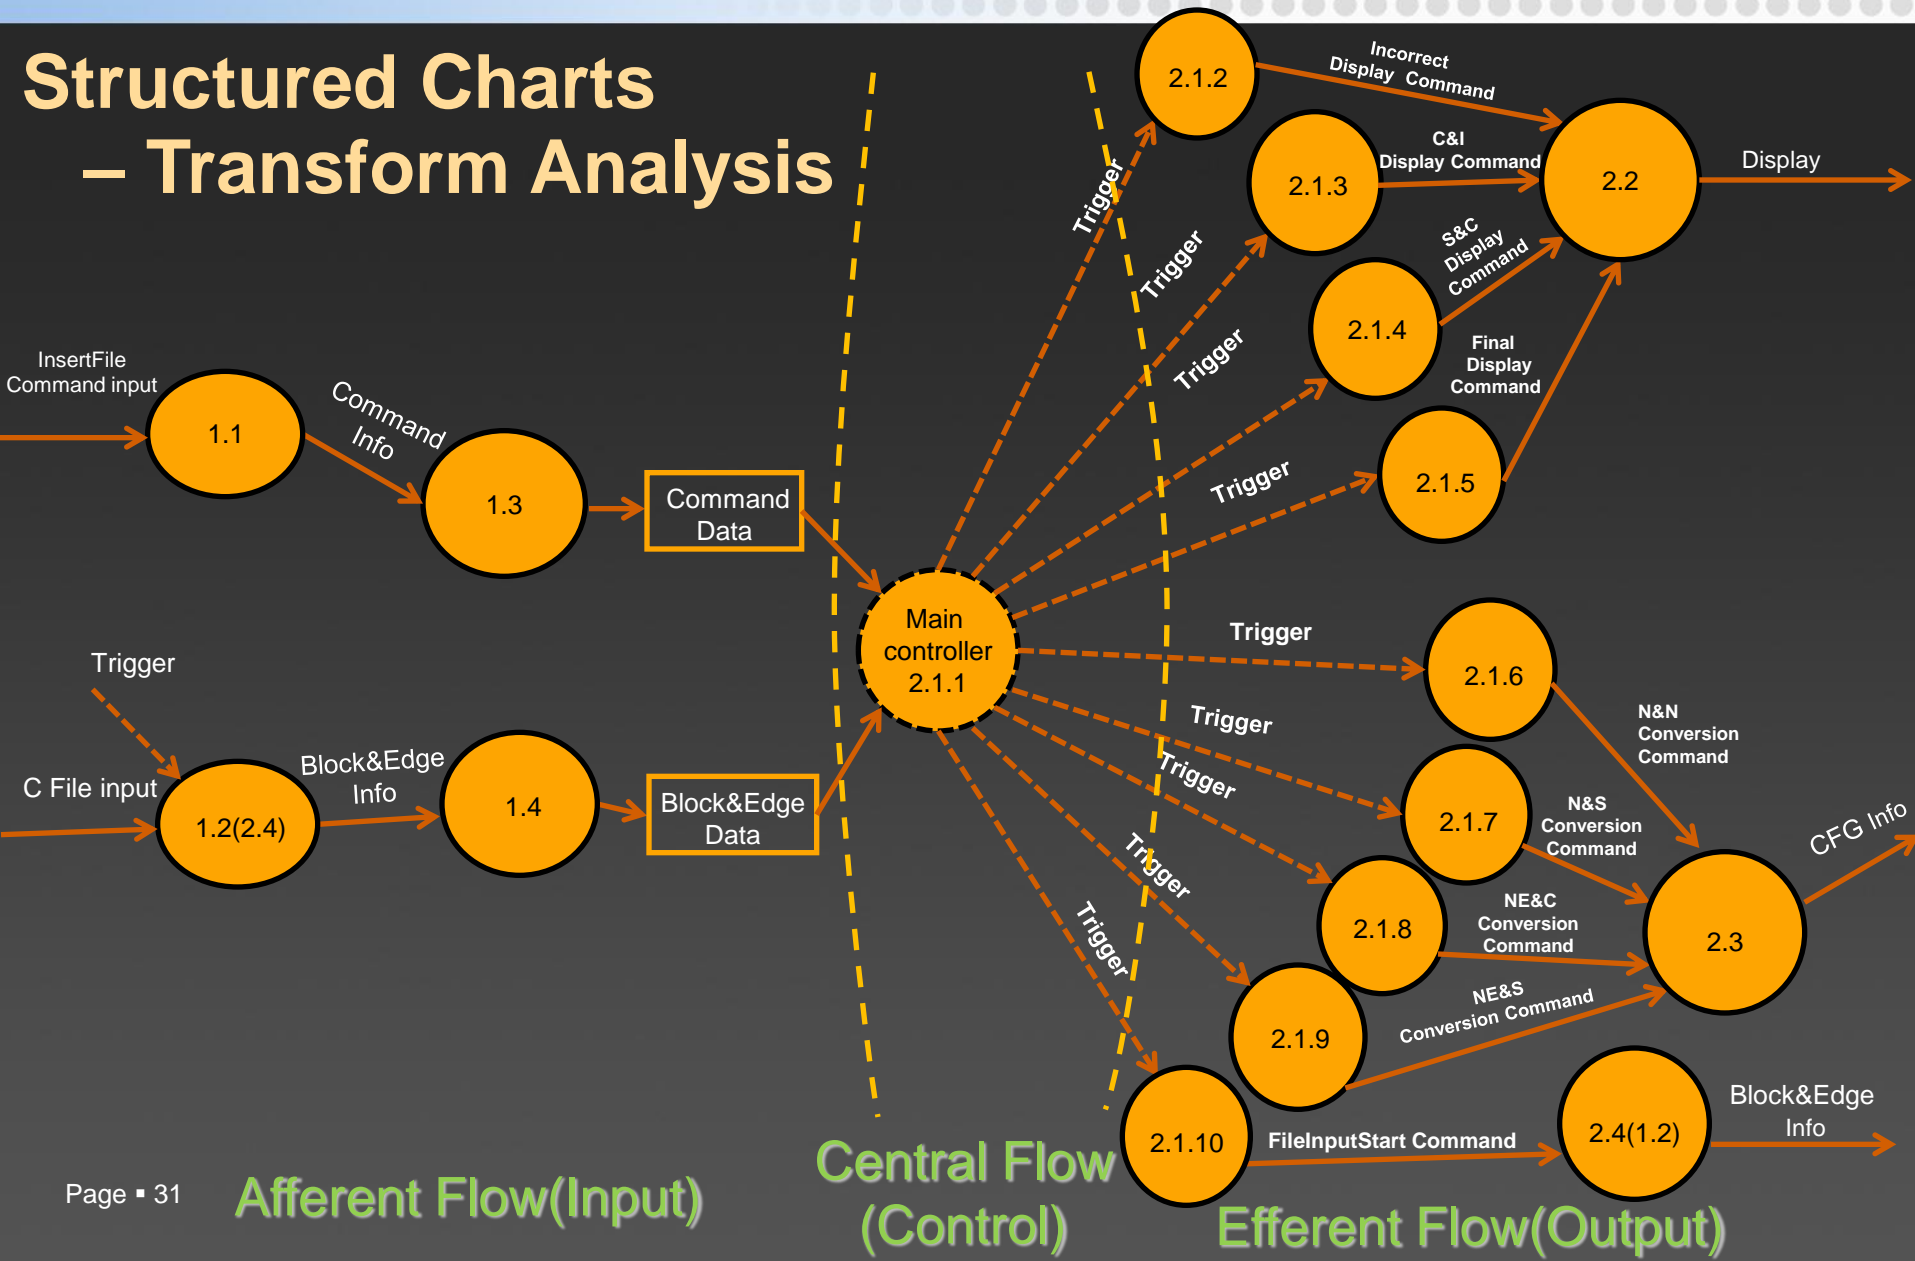 Structured Charts
– Transform Analysis
InsertFile
Command input
1.1
Command
Info
1.3
Command
Data
Trigger
C File input
1.2(2.4)
Block&Edge
Info
1.4
Block&Edge
Data
Main
controller
2.1.1
Trigger
Trigger
Trigger
Trigger
Trigger
Trigger
Trigger
Trigger
Trigger
2.1.2
Incorrect
Display Command
2.1.3
C&I
Display Command
2.2
Display
2.1.4
S&C
Display
Command
2.1.5
Final
Display
Command
2.1.6
N&N
Conversion
Command
2.1.7
N&S
Conversion
Command
2.1.8
NE&C
Conversion
Command
2.3
CFG Info
2.1.9
NE&S
Conversion Command
2.1.10
FileInputStart Command
2.4(1.2)
Block&Edge
Info
Page ▪ 31
Afferent Flow(Input)
Central Flow
(Control)
Efferent Flow(Output)